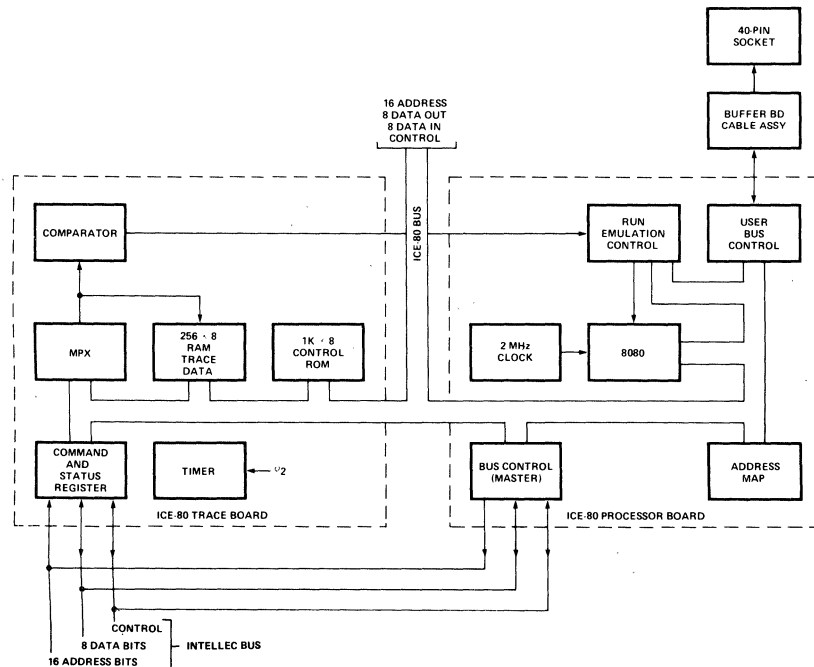 40-PIN
SOCKET
BUFFER BD
CABLE ASSY
16 ADDRESS
8 DATA OUT
8 DATA IN
CONTROL
ICE-80 BUS
COMPARATOR
RUN
EMULATION
CONTROL
USER
BUS
CONTROL
MPX
256 × 8
RAM
TRACE
DATA
1K × 8
CONTROL
ROM
2 MHz
CLOCK
8080
COMMAND
AND
STATUS
REGISTER
TIMER
BUS CONTROL
(MASTER)
ADDRESS
MAP
ICE-80 TRACE BOARD
ICE-80 PROCESSOR BOARD
CONTROL
8 DATA BITS
INTELLEC BUS
16 ADDRESS BITS